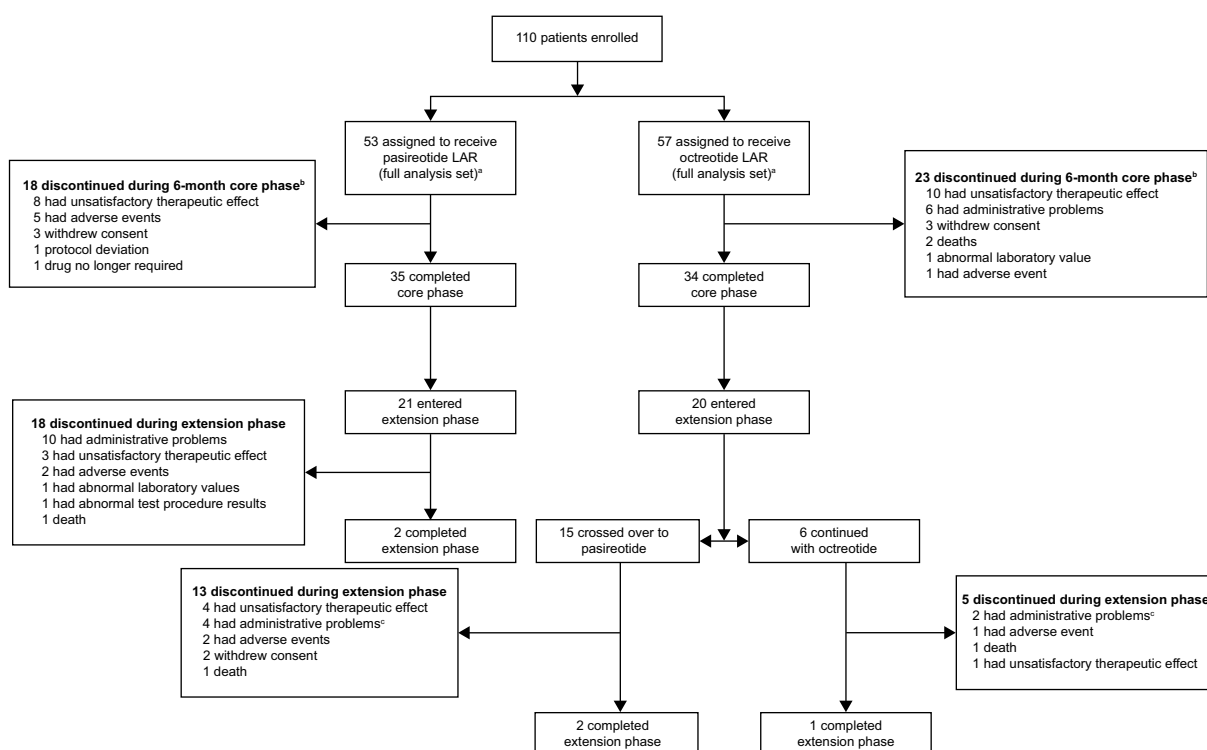 110 patients enrolled
53 assigned to receive
pasireotide LAR
(full analysis set)ᵃ
57 assigned to receive
octreotide LAR
(full analysis set)ᵃ
18 discontinued during 6-month core phaseᵇ
8 had unsatisfactory therapeutic effect
5 had adverse events
3 withdrew consent
1 protocol deviation
1 drug no longer required
23 discontinued during 6-month core phaseᵇ
10 had unsatisfactory therapeutic effect
6 had administrative problems
3 withdrew consent
2 deaths
1 abnormal laboratory value
1 had adverse event
35 completed
core phase
34 completed
core phase
21 entered
extension phase
20 entered
extension phase
18 discontinued during extension phase
10 had administrative problems
3 had unsatisfactory therapeutic effect
2 had adverse events
1 had abnormal laboratory values
1 had abnormal test procedure results
1 death
2 completed
extension phase
15 crossed over to
pasireotide
6 continued
with octreotide
13 discontinued during extension phase
4 had unsatisfactory therapeutic effect
4 had administrative problemsᶜ
2 had adverse events
2 withdrew consent
1 death
5 discontinued during extension phase
2 had administrative problemsᶜ
1 had adverse event
1 death
1 had unsatisfactory therapeutic effect
2 completed
extension phase
1 completed
extension phase